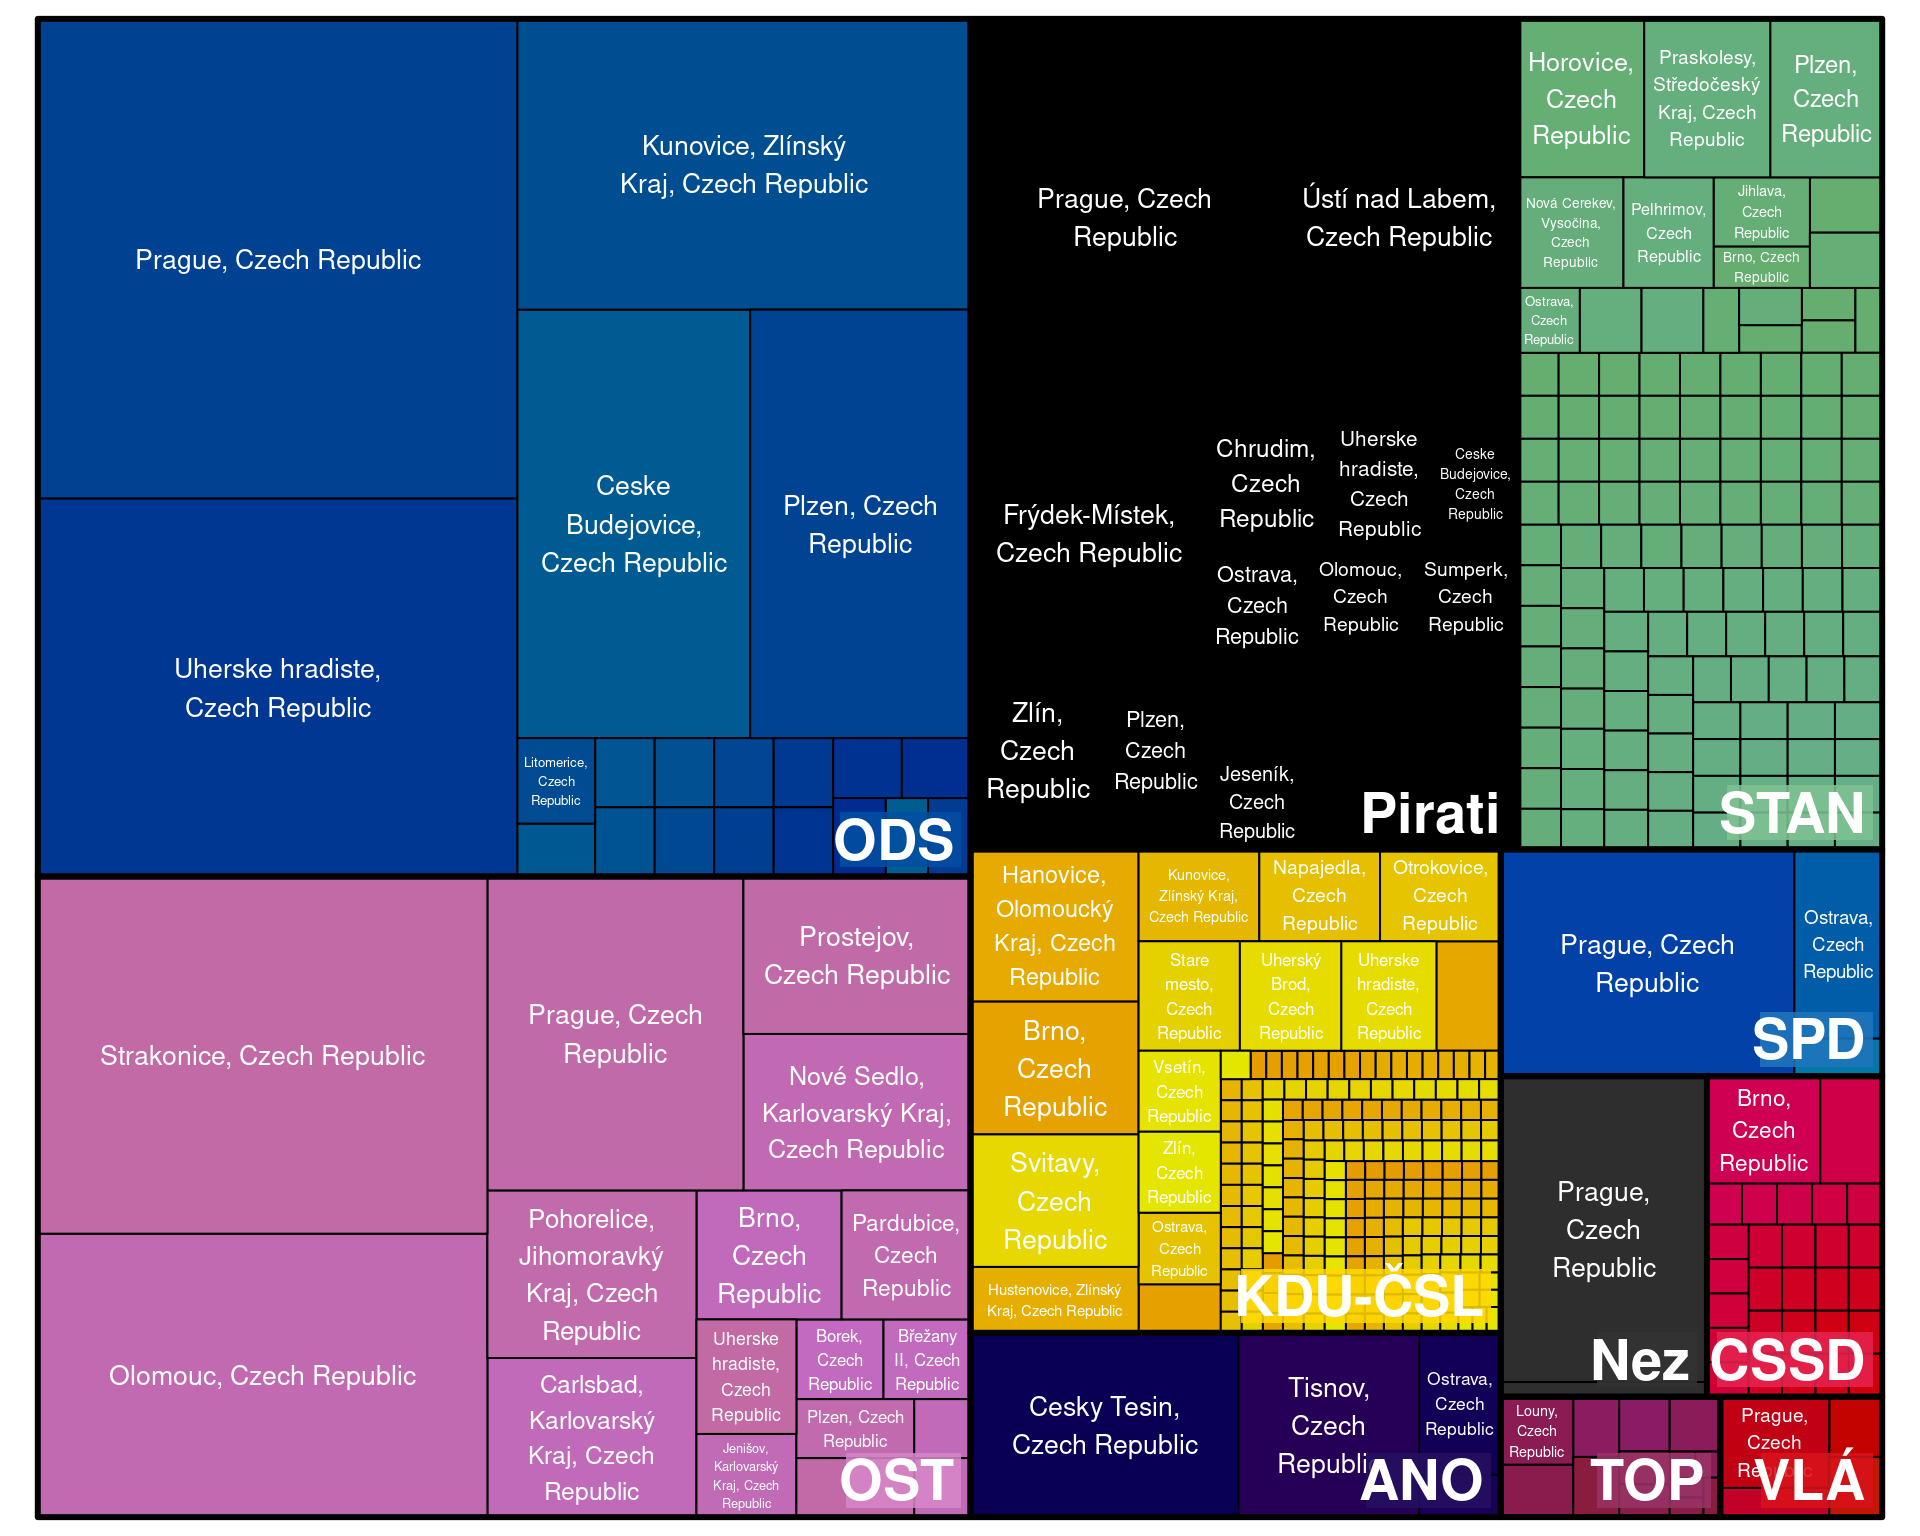 Prague, Czech Republic
Uherske hradiste,
Czech Republic
Kunovice, Zlínský
Kraj, Czech Republic
Ceske
Budejovice,
Czech Republic
Plzen, Czech
Republic
Litomerice,
Czech
Republic
ODS
Prague, Czech
Republic
Ústí nad Labem,
Czech Republic
Frýdek-Místek,
Czech Republic
Chrudim,
Czech
Republic
Uherske
hradiste,
Czech
Republic
Ceske
Budejovice,
Czech
Republic
Ostrava,
Czech
Republic
Olomouc,
Czech
Republic
Sumperk,
Czech
Republic
Zlín,
Czech
Republic
Plzen,
Czech
Republic
Jeseník,
Czech
Republic
Pirati
Horovice,
Czech
Republic
Praskolesy,
Středočeský
Kraj, Czech
Republic
Plzen,
Czech
Republic
Nová Cerekev,
Vysočina,
Czech
Republic
Pelhrimov,
Czech
Republic
Jihlava,
Czech
Republic
Brno, Czech
Republic
Ostrava,
Czech
Republic
STAN
Strakonice, Czech Republic
Olomouc, Czech Republic
Prague, Czech
Republic
Prostejov,
Czech Republic
Nové Sedlo,
Karlovarský Kraj,
Czech Republic
Pohorelice,
Jihomoravký
Kraj, Czech
Republic
Carlsbad,
Karlovarský
Kraj, Czech
Republic
Brno,
Czech
Republic
Pardubice,
Czech
Republic
Uherske
hradiste,
Czech
Republic
Borek,
Czech
Republic
Břežany
II, Czech
Republic
Plzen, Czech
Republic
Jenišov,
Karlovarský
Kraj, Czech
Republic
OST
Hanovice,
Olomoucký
Kraj, Czech
Republic
Brno,
Czech
Republic
Svitavy,
Czech
Republic
Hustenovice, Zlínský
Kraj, Czech Republic
Kunovice,
Zlínský Kraj,
Czech Republic
Napajedla,
Czech
Republic
Otrokovice,
Czech
Republic
Stare
mesto,
Czech
Republic
Uherský
Brod,
Czech
Republic
Uherske
hradiste,
Czech
Republic
Vsetín,
Czech
Republic
Zlín,
Czech
Republic
Ostrava,
Czech
Republic
KDU-ČSL
Cesky Tesin,
Czech Republic
Tisnov,
Czech
Republic
Ostrava,
Czech
Republic
ANO
Prague, Czech
Republic
Ostrava,
Czech
Republic
SPD
Prague,
Czech
Republic
Nez
Brno,
Czech
Republic
CSSD
Louny,
Czech
Republic
TOP
Prague,
Czech
Republic
VLÁ